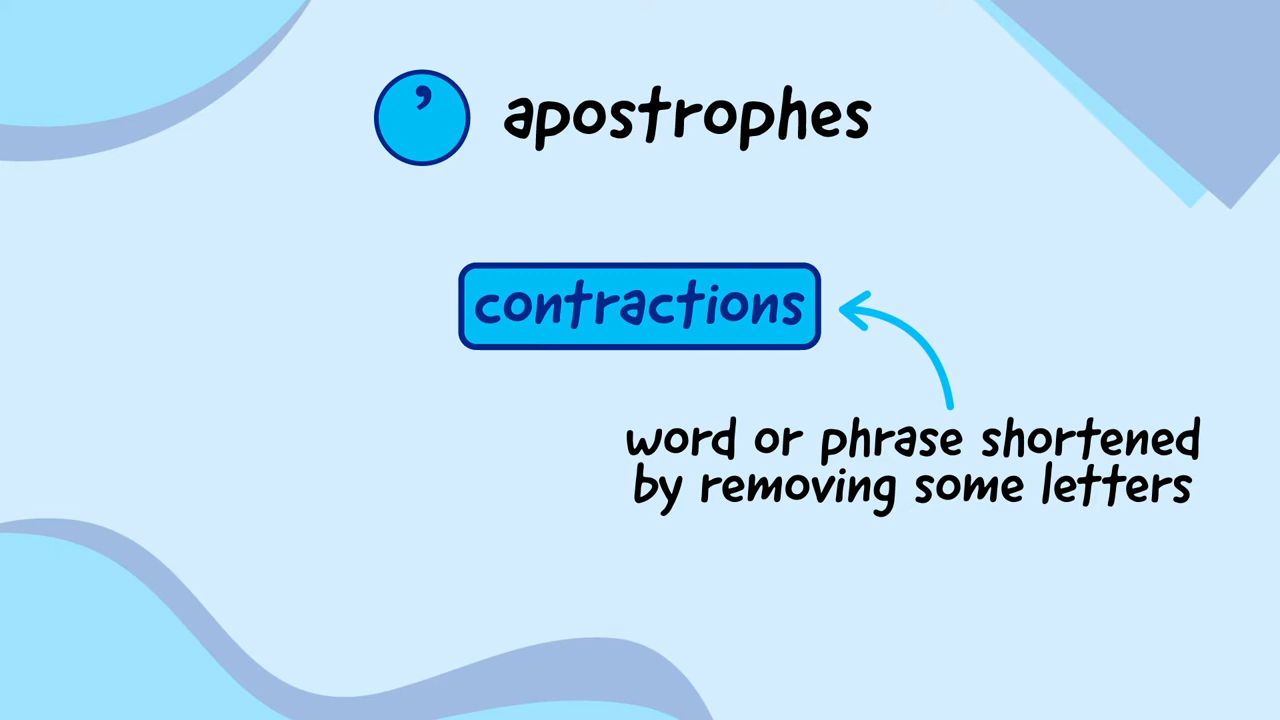 ’ apostrophes
contractions
word or phrase shortened
by removing some letters